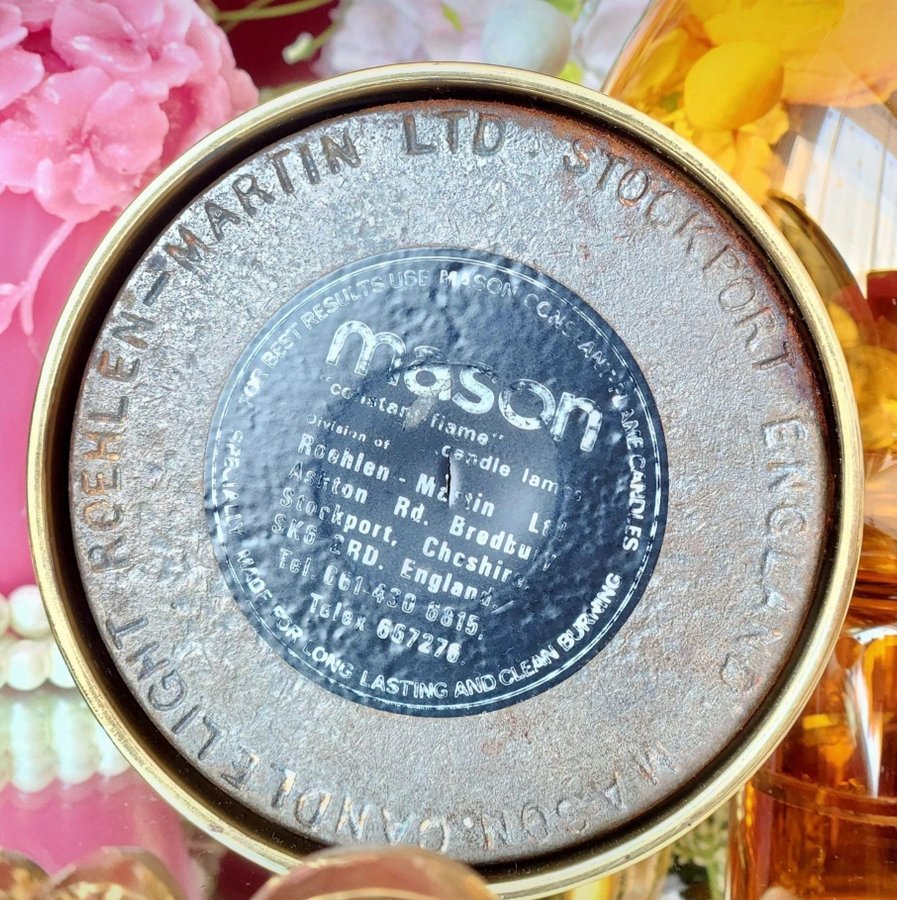 MASON CANDLELIGHT ROEHLEN-MARTIN LTD. STOCKPORT ENGLAND
FOR BEST RESULTS USE MASON CONSTANT FLAME CANDLES
SPECIALLY MADE FOR LONG LASTING AND CLEAN BURNING
mason
"constant flame"
candle lamps
Division of
Roehlen-Martin Ltd
Ashton Rd. Bredbury
Stockport, Cheshire
SK6 2RD. England
Tel. 061-430 6815,
Telex 667276